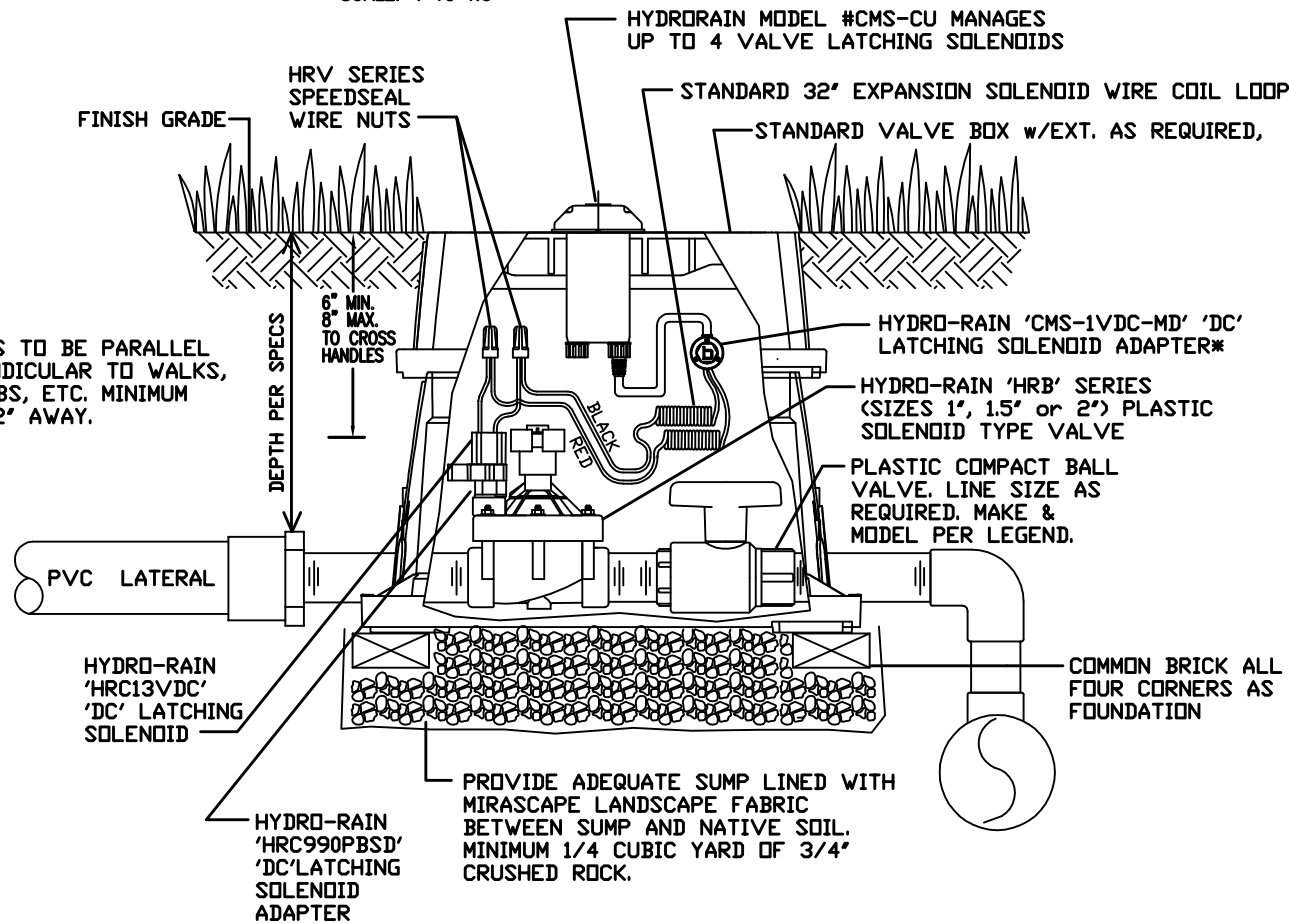 HYDRORAIN MODEL #CMS-CU MANAGES
UP TO 4 VALVE LATCHING SOLENOIDS
HRV SERIES
SPEEDSEAL
WIRE NUTS
STANDARD 32" EXPANSION SOLENOID WIRE COIL LOOP
FINISH GRADE
STANDARD VALVE BOX w/EXT. AS REQUIRED,
6" MIN.
8" MAX.
TO CROSS
HANDLES
DEPTH PER SPECS
HYDRO-RAIN 'CMS-1VDC-MD' 'DC'
LATCHING SOLENOID ADAPTER*
S TO BE PARALLEL
NDICULAR TO WALKS,
BS, ETC. MINIMUM
2" AWAY.
HYDRO-RAIN 'HRB' SERIES
(SIZES 1", 1.5" or 2") PLASTIC
SOLENOID TYPE VALVE
BLACK
RED
PLASTIC COMPACT BALL
VALVE. LINE SIZE AS
REQUIRED. MAKE &
MODEL PER LEGEND.
PVC LATERAL
HYDRO-RAIN
'HRC13VDC'
'DC' LATCHING
SOLENOID
COMMON BRICK ALL
FOUR CORNERS AS
FOUNDATION
PROVIDE ADEQUATE SUMP LINED WITH
MIRASCAPE LANDSCAPE FABRIC
BETWEEN SUMP AND NATIVE SOIL.
MINIMUM 1/4 CUBIC YARD OF 3/4"
CRUSHED ROCK.
HYDRO-RAIN
'HRC990PBSD'
'DC'LATCHING
SOLENOID
ADAPTER